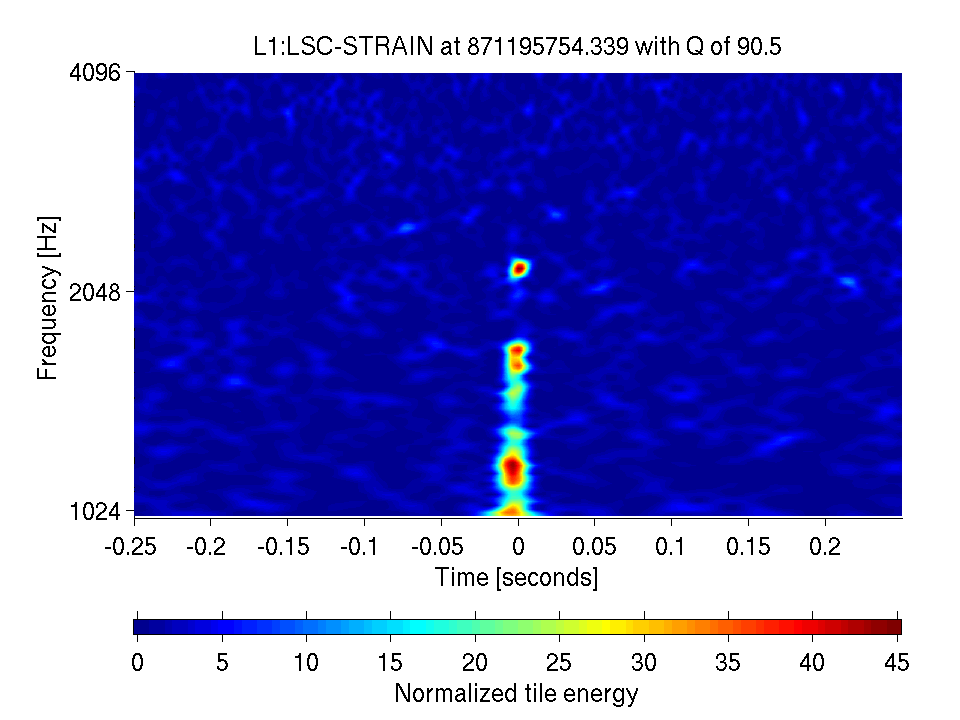 L1:LSC-STRAIN at 871195754.339 with Q of 90.5
4096
2048
1024
Frequency [Hz]
-0.25 -0.2 -0.15 -0.1 -0.05 0 0.05 0.1 0.15 0.2
Time [seconds]
0 5 10 15 20 25 30 35 40 45
Normalized tile energy